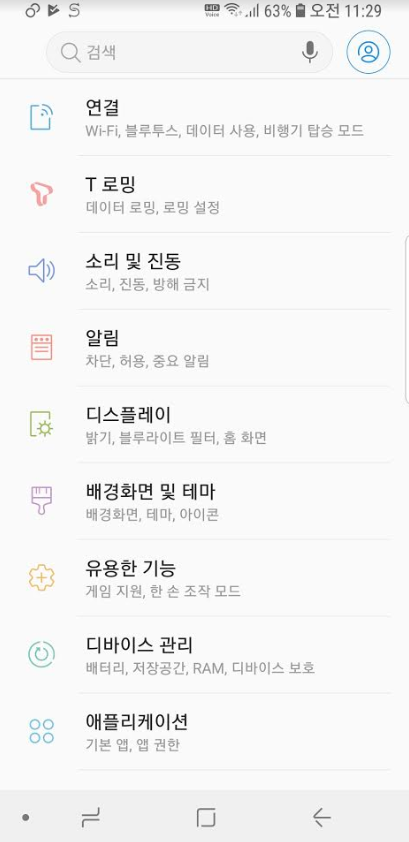 HD Voice 63% 오전 11:29
검색
연결
Wi-Fi, 블루투스, 데이터 사용, 비행기 탑승 모드
T 로밍
데이터 로밍, 로밍 설정
소리 및 진동
소리, 진동, 방해 금지
알림
차단, 허용, 중요 알림
디스플레이
밝기, 블루라이트 필터, 홈 화면
배경화면 및 테마
배경화면, 테마, 아이콘
유용한 기능
게임 지원, 한 손 조작 모드
디바이스 관리
배터리, 저장공간, RAM, 디바이스 보호
애플리케이션
기본 앱, 앱 권한